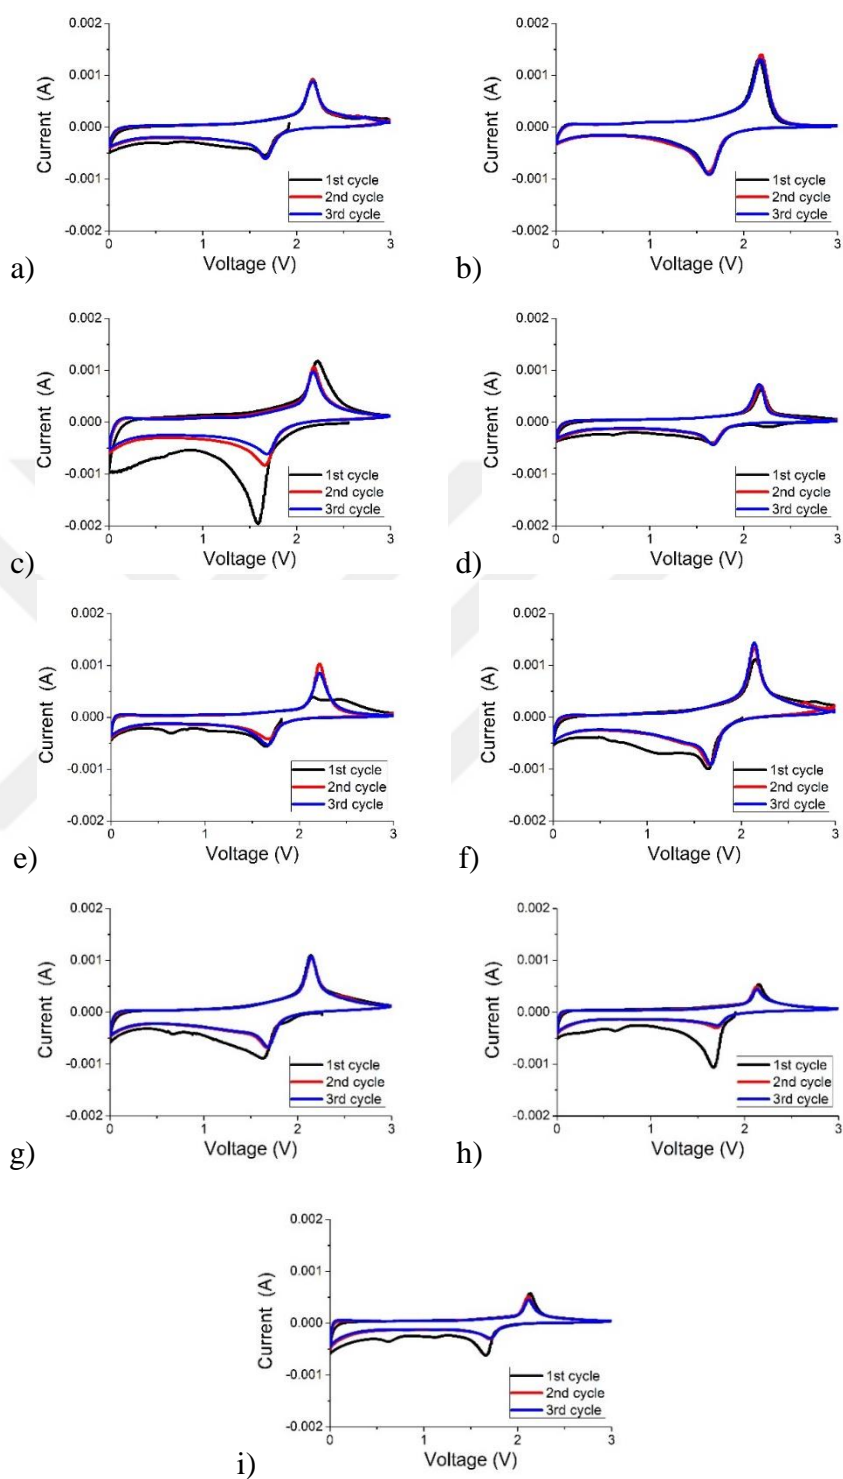 0.002
0.001
0.000
-0.001
-0.002
Current (A)
1st cycle
2nd cycle
3rd cycle
0 1 2 3
Voltage (V)
a)
0.002
0.001
0.000
-0.001
-0.002
Current (A)
1st cycle
2nd cycle
3rd cycle
0 1 2 3
Voltage (V)
b)
0.002
0.001
0.000
-0.001
-0.002
Current (A)
1st cycle
2nd cycle
3rd cycle
0 1 2 3
Voltage (V)
c)
0.002
0.001
0.000
-0.001
-0.002
Current (A)
1st cycle
2nd cycle
3rd cycle
0 1 2 3
Voltage (V)
d)
0.002
0.001
0.000
-0.001
-0.002
Current (A)
1st cycle
2nd cycle
3rd cycle
0 1 2 3
Voltage (V)
e)
0.002
0.001
0.000
-0.001
-0.002
Current (A)
1st cycle
2nd cycle
3rd cycle
0 1 2 3
Voltage (V)
f)
0.002
0.001
0.000
-0.001
-0.002
Current (A)
1st cycle
2nd cycle
3rd cycle
0 1 2 3
Voltage (V)
g)
0.002
0.001
0.000
-0.001
-0.002
Current (A)
1st cycle
2nd cycle
3rd cycle
0 1 2 3
Voltage (V)
h)
0.002
0.001
0.000
-0.001
-0.002
Current (A)
1st cycle
2nd cycle
3rd cycle
0 1 2 3
Voltage (V)
i)